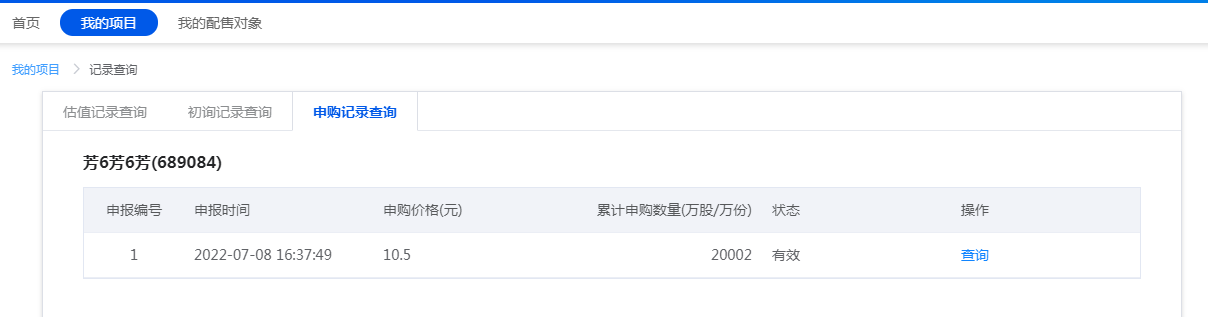 首页 我的项目 我的配售对象
我的项目 > 记录查询
估值记录查询 初询记录查询 申购记录查询
芳6芳6芳(689084)
申报编号 申报时间 申购价格(元) 累计申购数量(万股/万份) 状态 操作
1 2022-07-08 16:37:49 10.5 20002 有效 查询